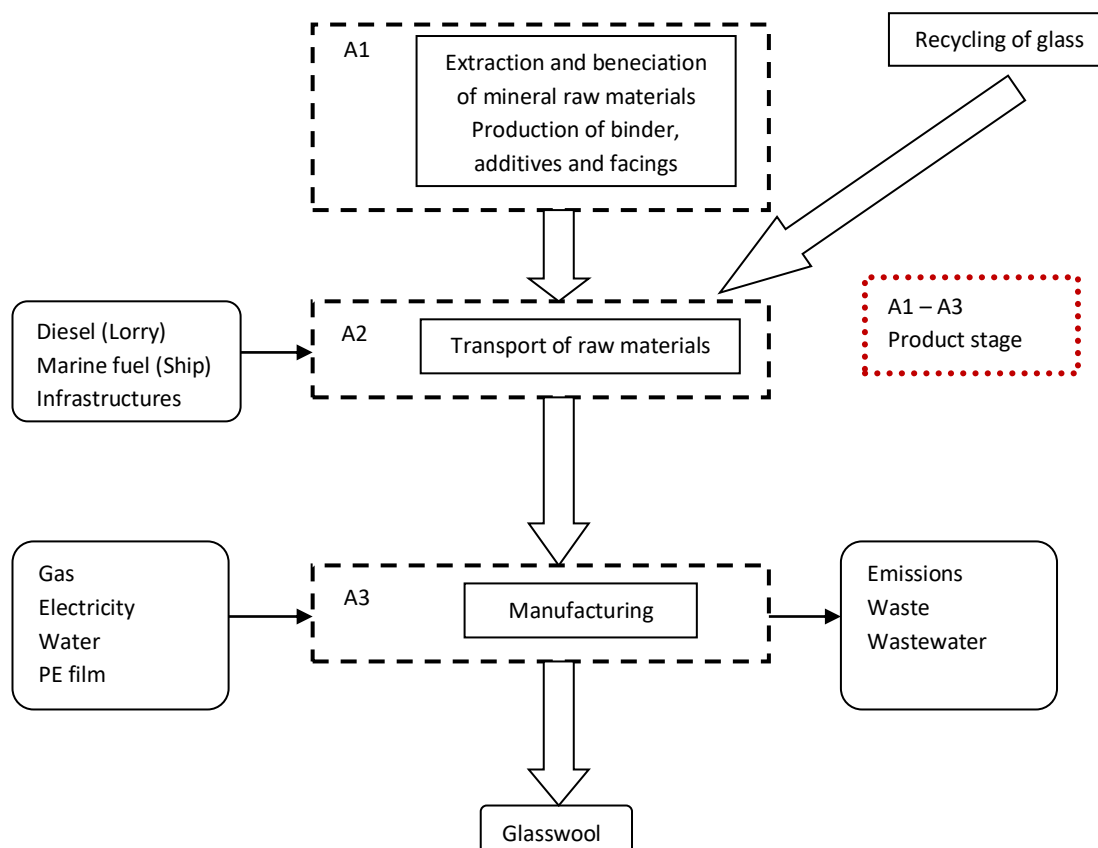 A1
Extraction and beneciation
of mineral raw materials
Production of binder,
additives and facings
Recycling of glass
Diesel (Lorry)
Marine fuel (Ship)
Infrastructures
A2
Transport of raw materials
A1 – A3
Product stage
Gas
Electricity
Water
PE film
A3
Manufacturing
Emissions
Waste
Wastewater
Glasswool